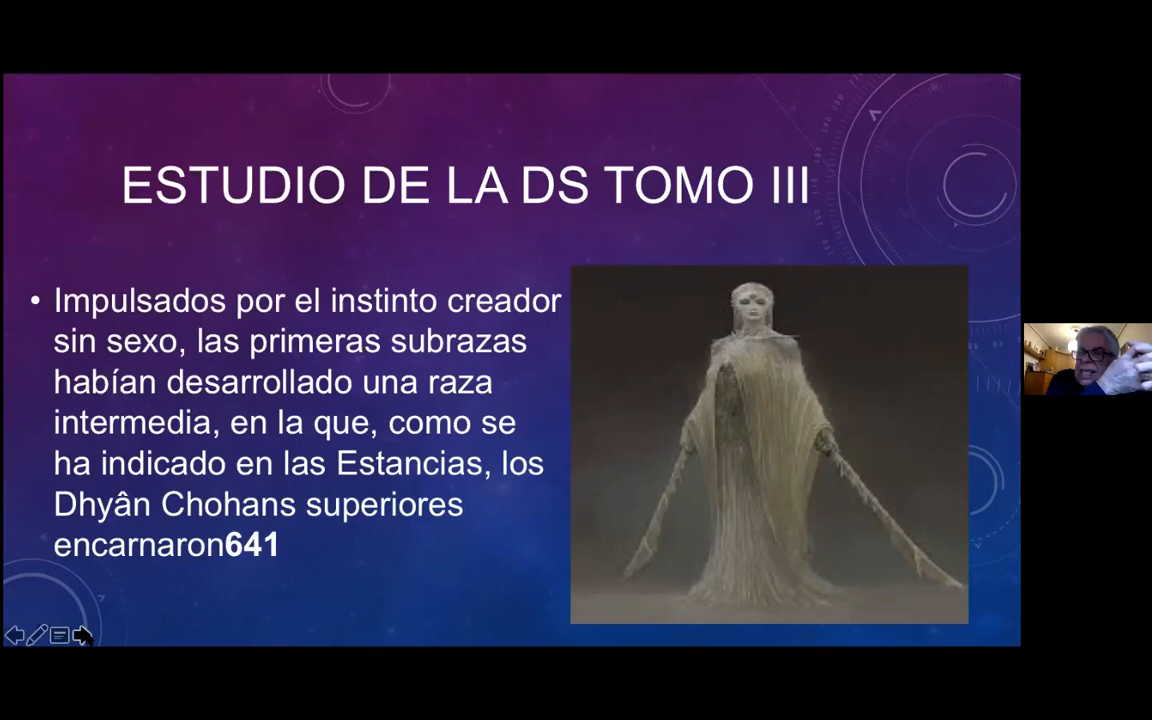 ESTUDIO DE LA DS TOMO III
• Impulsados por el instinto creador
sin sexo, las primeras subrazas
habían desarrollado una raza
intermedia, en la que, como se
ha indicado en las Estancias, los
Dhyân Chohans superiores
encarnaron641